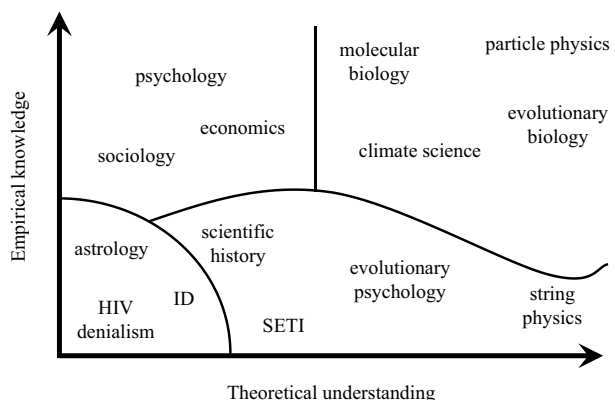 molecular
biology
particle physics
psychology
economics
evolutionary
biology
sociology
climate science
Empirical knowledge
astrology
scientific
history
evolutionary
psychology
ID
HIV
denialism
SETI
string
physics
Theoretical understanding